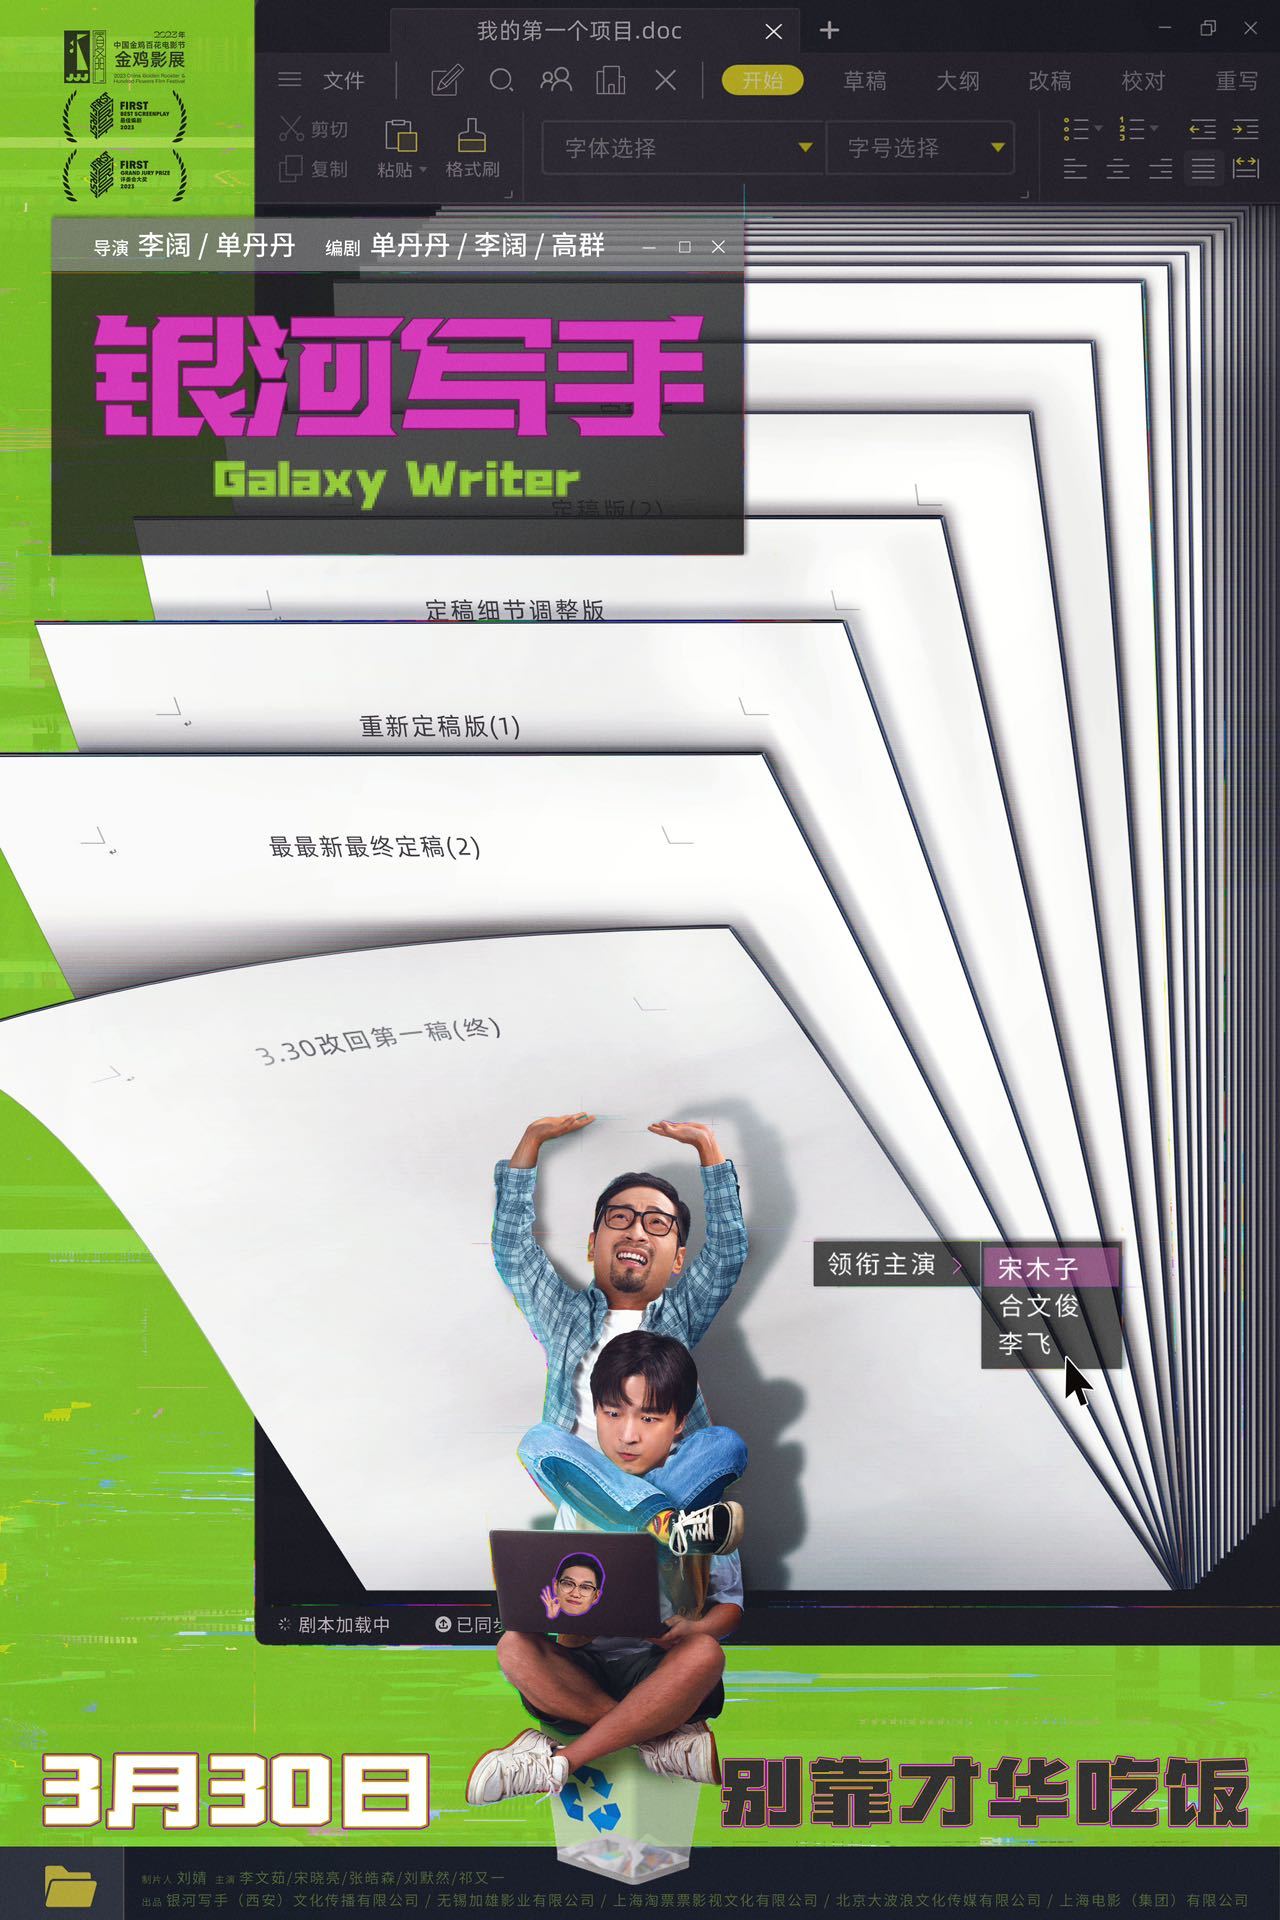 我的第一个项目.doc
2023年
中国金鸡百花电影节
金鸡影展
2023 China Golden Rooster &
Hundred Flowers Film Festival
FIRST
BEST SCREENPLAY
最佳编剧
2023
FIRST
GRAND JURY PRIZE
评委会大奖
2023
文件
开始
草稿
大纲
改稿
校对
重写
剪切
复制
粘贴
格式刷
字体选择
字号选择
导演 李阔 / 单丹丹 编剧 单丹丹 / 李阔 / 高群
银河写手
Galaxy Writer
定稿版(2)
定稿细节调整版
重新定稿版(1)
最最新最终定稿(2)
3.30改回第一稿(终)
领衔主演
宋木子
合文俊
李飞
剧本加载中
已同步
3月30日
别靠才华吃饭
制片人 刘婧 主演 李文茹/宋晓亮/张皓森/刘默然/祁又一
出品 银河写手（西安）文化传播有限公司 / 无锡加雄影业有限公司 / 上海淘票票影视文化有限公司 / 北京大波浪文化传媒有限公司 / 上海电影（集团）有限公司